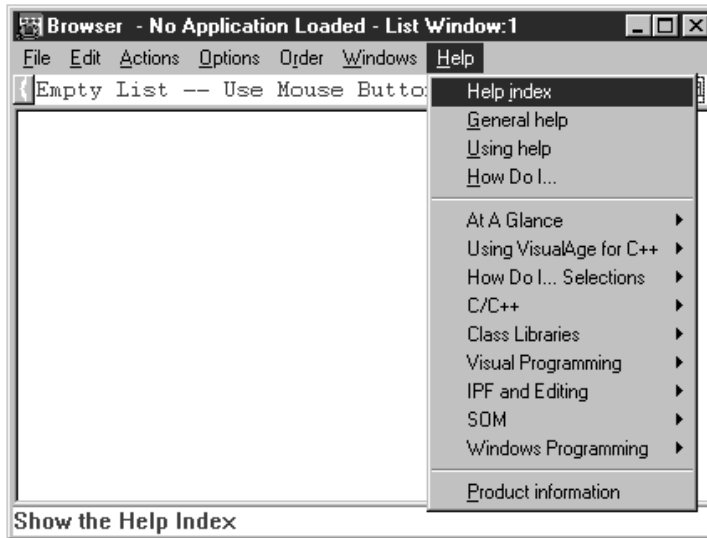 Browser - No Application Loaded - List Window:1
File Edit Actions Options Order Windows Help
Empty List -- Use Mouse
Help index
General help
Using help
How Do I...
At A Glance
Using VisualAge for C++
How Do I... Selections
C/C++
Class Libraries
Visual Programming
IPF and Editing
SOM
Windows Programming
Product information
Show the Help Index